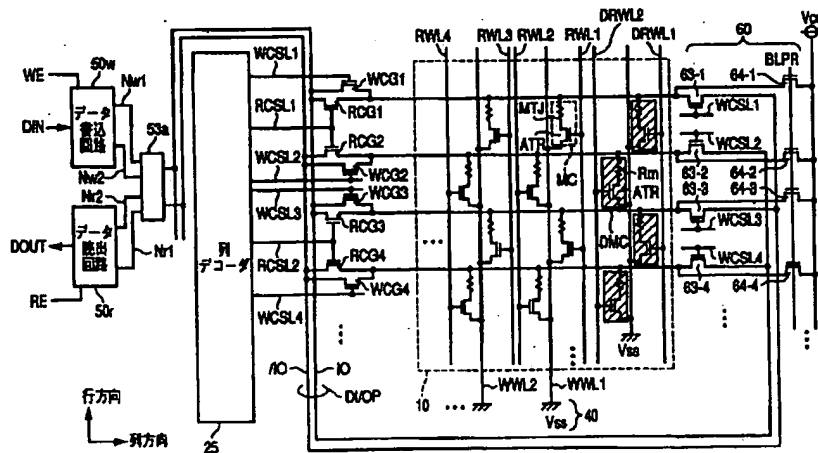 RWL4 RWL3 RWL2 RWL1 DRWL2 DRWL1
60
BLPR
50w
WE
Nw1
DIN
データ
書込
回路
53a
Nw2
Nr2
DOUT
データ
読出
回路
Nr1
RE
50r
列
デコーダ
25
WCSL1
WCG1
RCSL1
RCG1
RCG2
WCSL2
WCG2
WCG3
WCSL3
RCG3
RCSL2
RCG4
WCG4
WCSL4
/IO
IO
DI/OP
MTJ
ATR
MC
Rm
ATR
DMC
Vss
10
WWL2
WWL1
Vss
40
63-1
64-1
WCSL1
WCSL2
63-2
64-2
63-3
64-3
WCSL3
WCSL4
63-4
64-4
行方向
列方向